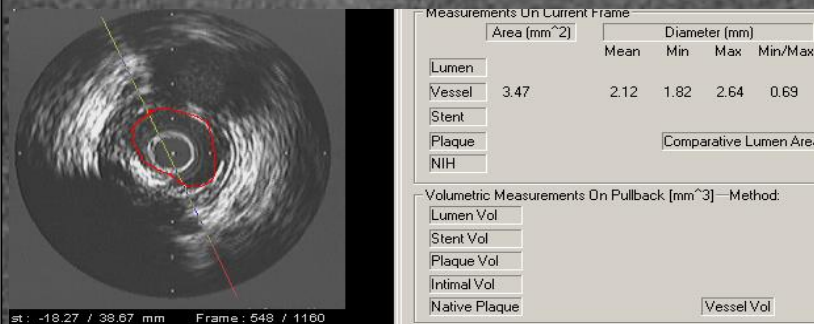 Measurements On Current Frame
Area (mm^2) Diameter (mm)
Mean Min Max Min/Max
Lumen
Vessel 3.47 2.12 1.82 2.64 0.69
Stent
Plaque Comparative Lumen Area
NIH
Volumetric Measurements On Pullback [mm^3]—Method:
Lumen Vol
Stent Vol
Plaque Vol
Intimal Vol
Native Plaque Vessel Vol
st: -18.27 / 38.67 mm Frame: 548 / 1160